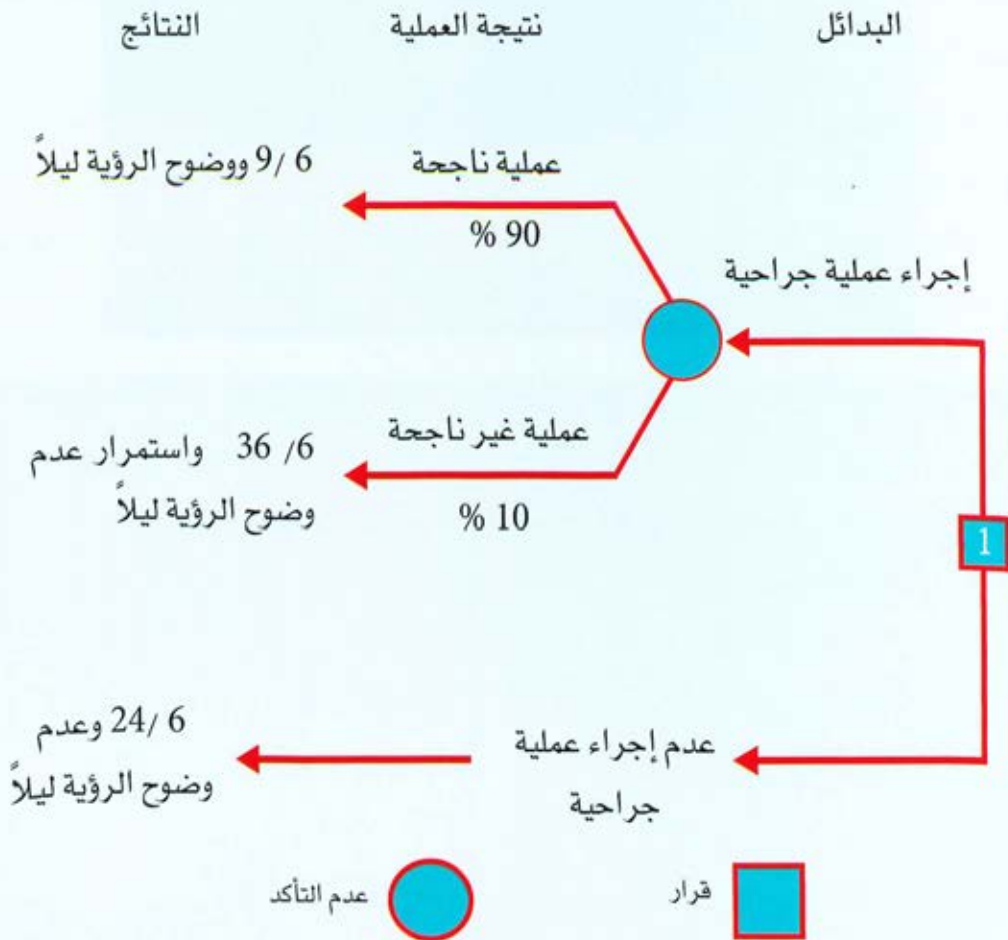 البدائل
نتيجة العملية
النتائج
عملية ناجحة
6 /9 ووضوح الرؤية ليلاً
90 %
إجراء عملية جراحية
عملية غير ناجحة
6/ 36 واستمرار عدم
وضوح الرؤية ليلاً
10 %
1
عدم إجراء عملية
جراحية
6 /24 وعدم
وضوح الرؤية ليلاً
قرار
عدم التأكد